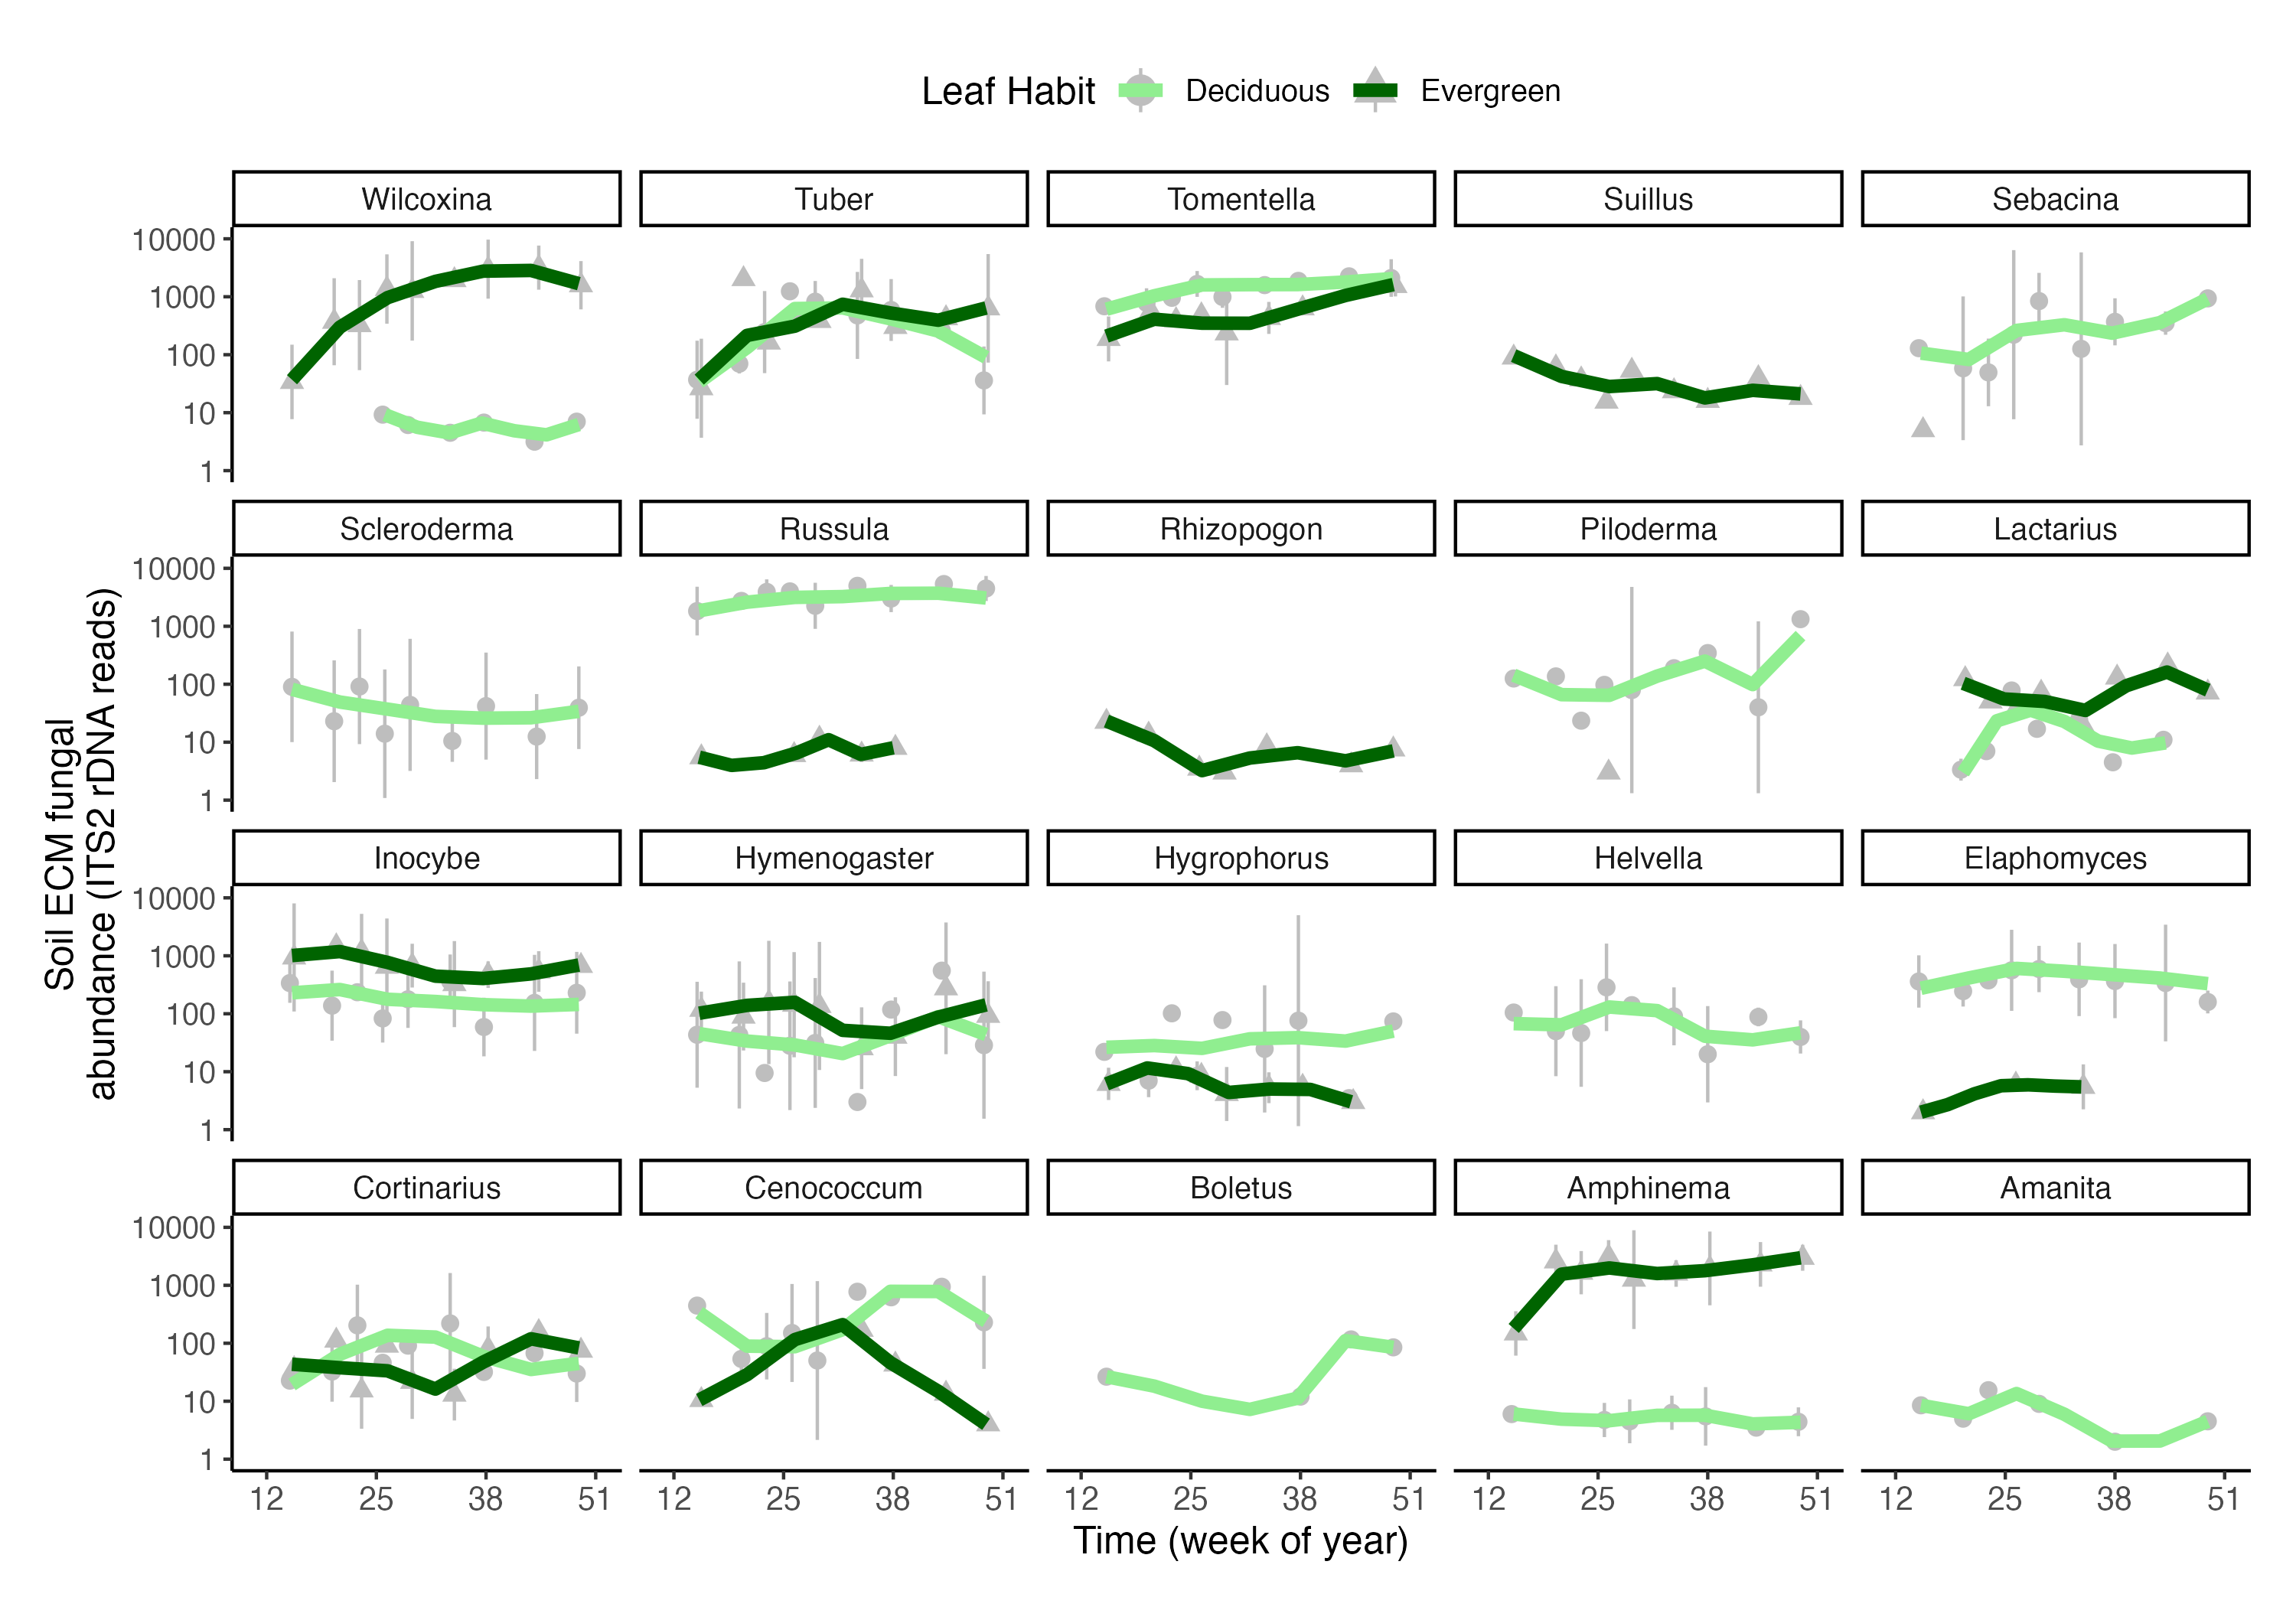 Leaf Habit Deciduous Evergreen
Wilcoxina Tuber Tomentella Suillus Sebacina
10000
1000
100
10
1
Scleroderma Russula Rhizopogon Piloderma Lactarius
10000
1000
100
10
1
Soil ECM fungal
abundance (ITS2 rDNA reads)
Inocybe Hymenogaster Hygrophorus Helvella Elaphomyces
10000
1000
100
10
1
Cortinarius Cenococcum Boletus Amphinema Amanita
10000
1000
100
10
1
12 25 38 51 12 25 38 51 12 25 38 51 12 25 38 51 12 25 38 51
Time (week of year)